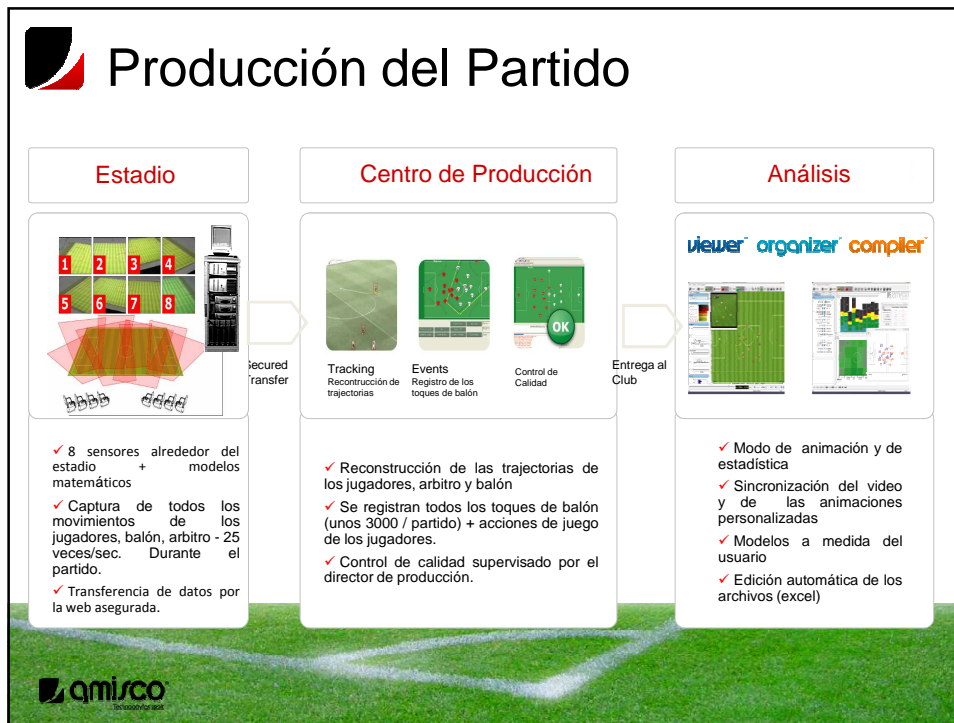 Producción del Partido
Estadio
Centro de Producción
Análisis
1 2 3 4
5 6 7 8
Secured
Transfer
Tracking
Recontrucción de
trajectorias
Events
Registro de los
toques de balón
OK
Control de
Calidad
Entrega al
Club
viewer organizer compiler
✓ 8 sensores alrededor del
estadio + modelos
matemáticos
✓ Captura de todos los
movimientos de los
jugadores, balón, arbitro - 25
veces/sec. Durante el
partido.
✓ Transferencia de datos por
la web asegurada.
✓ Reconstrucción de las trajectorias de
los jugadores, arbitro y balón
✓ Se registran todos los toques de balón
(unos 3000 / partido) + acciones de juego
de los jugadores.
✓ Control de calidad supervisado por el
director de producción.
✓ Modo de animación y de
estadística
✓ Sincronización del video
y de las animaciones
personalizadas
✓ Modelos a medida del
usuario
✓ Edición automática de los
archivos (excel)
amisco